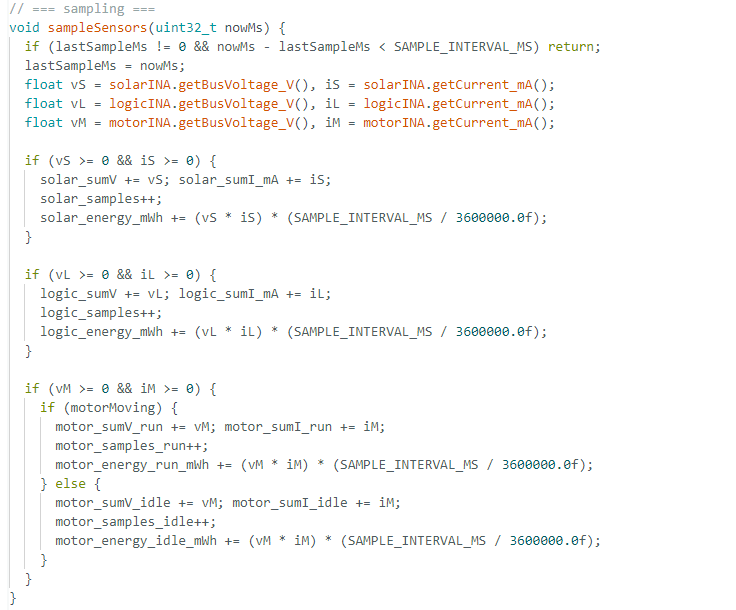 // === sampling ===
void sampleSensors(uint32_t nowMs) {
  if (lastSampleMs != 0 && nowMs - lastSampleMs < SAMPLE_INTERVAL_MS) return;
  lastSampleMs = nowMs;
  float vS = solarINA.getBusVoltage_V(), iS = solarINA.getCurrent_mA();
  float vL = logicINA.getBusVoltage_V(), iL = logicINA.getCurrent_mA();
  float vM = motorINA.getBusVoltage_V(), iM = motorINA.getCurrent_mA();

  if (vS >= 0 && iS >= 0) {
    solar_sumV += vS; solar_sumI_mA += iS;
    solar_samples++;
    solar_energy_mWh += (vS * iS) * (SAMPLE_INTERVAL_MS / 3600000.0f);
  }

  if (vL >= 0 && iL >= 0) {
    logic_sumV += vL; logic_sumI_mA += iL;
    logic_samples++;
    logic_energy_mWh += (vL * iL) * (SAMPLE_INTERVAL_MS / 3600000.0f);
  }

  if (vM >= 0 && iM >= 0) {
    if (motorMoving) {
      motor_sumV_run += vM; motor_sumI_run += iM;
      motor_samples_run++;
      motor_energy_run_mWh += (vM * iM) * (SAMPLE_INTERVAL_MS / 3600000.0f);
    } else {
      motor_sumV_idle += vM; motor_sumI_idle += iM;
      motor_samples_idle++;
      motor_energy_idle_mWh += (vM * iM) * (SAMPLE_INTERVAL_MS / 3600000.0f);
    }
  }
}